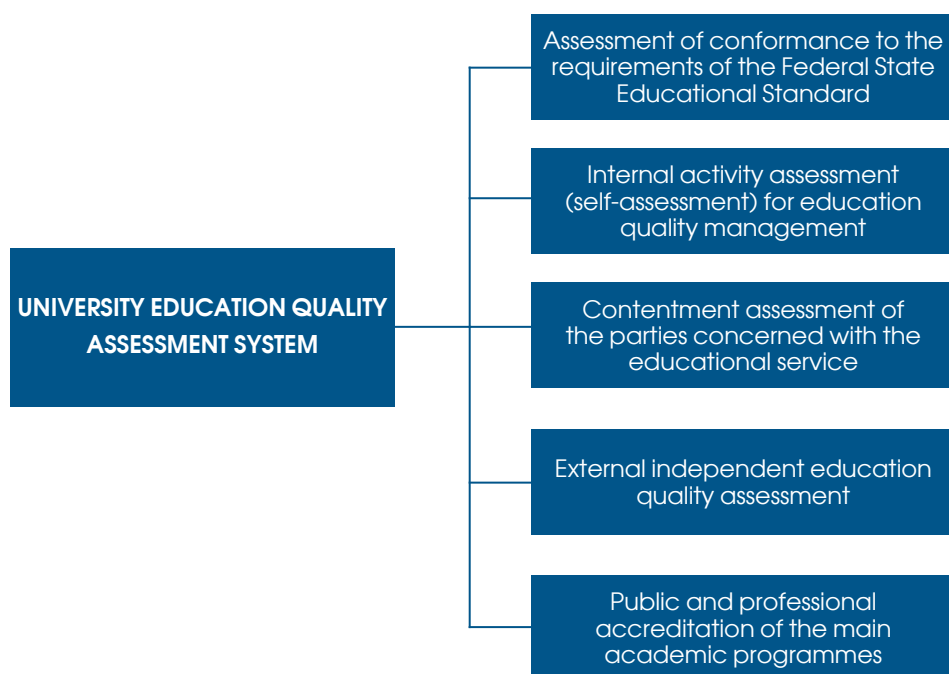 UNIVERSITY EDUCATION QUALITY
ASSESSMENT SYSTEM
Assessment of conformance to the
requirements of the Federal State
Educational Standard
Internal activity assessment
(self-assessment) for education
quality management
Contentment assessment of
the parties concerned with the
educational service
External independent education
quality assessment
Public and professional
accreditation of the main
academic programmes